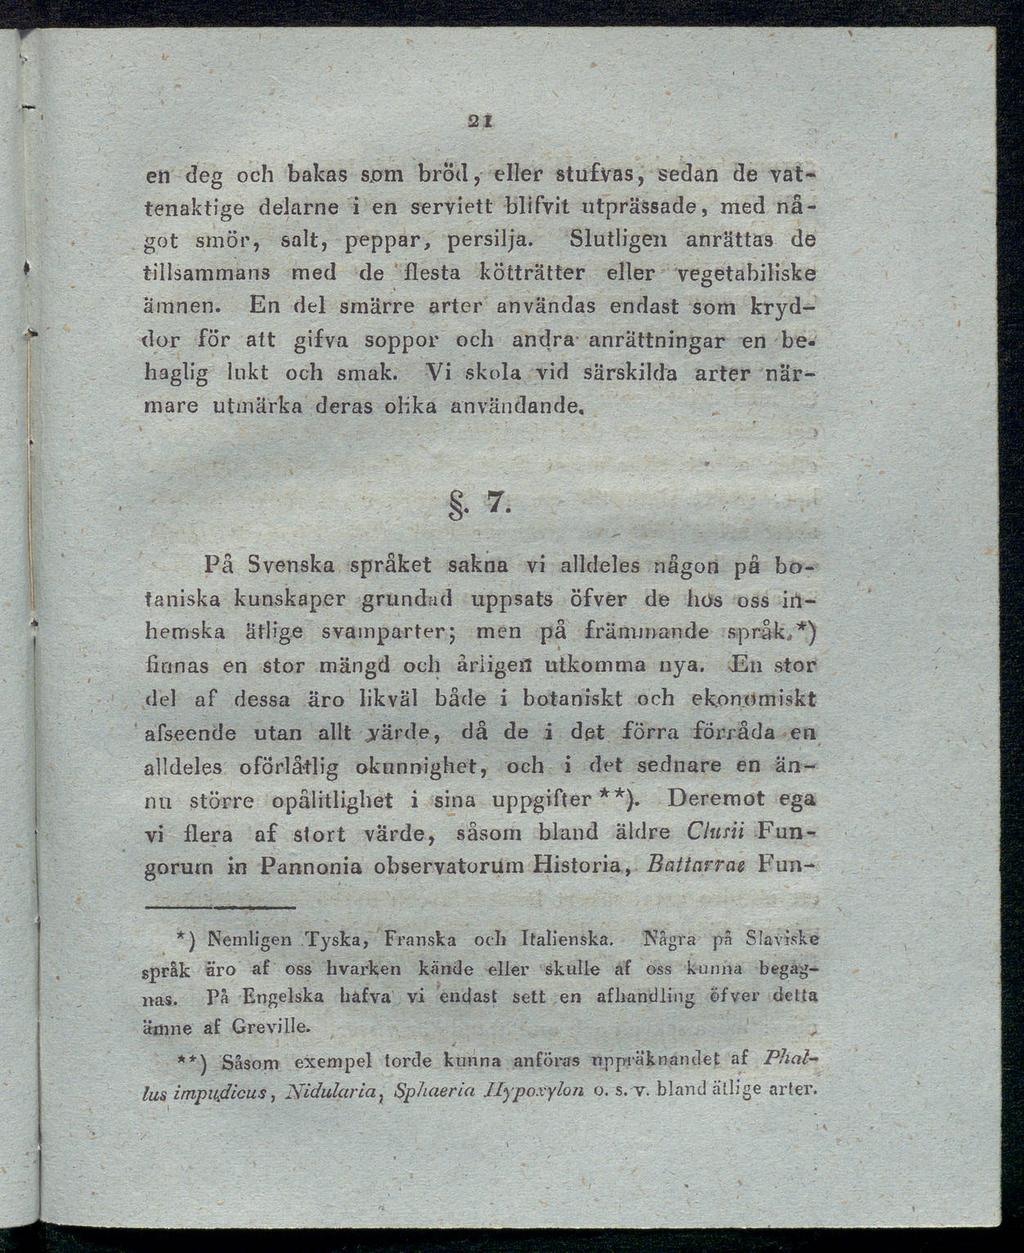 21
en deg och bakas som bröd, eller stufvas, sedan de vat-
tenaktige delarne i en serviett blifvit utprässade, med nå-
got smör, salt, peppar, persilja. Slutligen anrättas de
tillsammans med de flesta kötträtter eller vegetabiliske
ämnen. En del smärre arter användas endast som kryd-
dor för att gifva soppor och andra anrättningar en be-
haglig lukt och smak. Vi skola vid särskilda arter när-
mare utmärka deras olika användande.
§. 7.
På Svenska språket sakna vi alldeles någon på bo-
taniska kunskaper grundad uppsats öfver de hos oss in-
hemska ätlige svamparter; men på främmande språk,*)
finnas en stor mängd och årligen utkomma nya. En stor
del af dessa äro likväl både i botaniskt och ekonomiskt
afseende utan allt värde, då de i det förra förråda en
alldeles oförlåtlig okunnighet, och i det sednare en än-
nu större opålitlighet i sina uppgifter **). Deremot ega
vi flera af stort värde, såsom bland äldre Clusii Fun-
gorum in Pannonia observatorum Historia, Battarrae Fun-
*) Nemligen Tyska, Franska och Italienska. Några på Slaviske
språk äro af oss hvarken kände eller skulle af oss kunna begag-
nas. På Engelska hafva vi endast sett en afhandling öfver detta
ämne af Greville.
**) Såsom exempel torde kunna anföras uppräknandet af Phal-
lus impudicus, Nidularia, Sphaeria Hypoxylon o. s. v. bland ätlige arter.